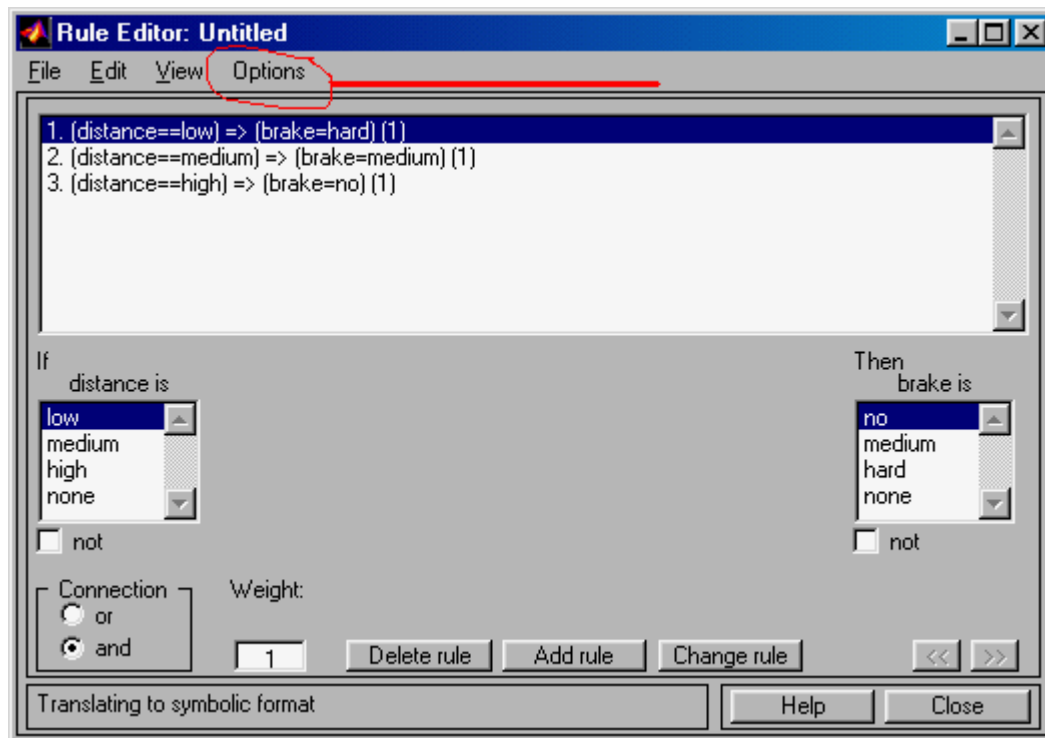 Rule Editor: Untitled
File Edit View Options
1. (distance==low) => (brake=hard) (1)
2. (distance==medium) => (brake=medium) (1)
3. (distance==high) => (brake=no) (1)
If
distance is
low
medium
high
none
not
Then
brake is
no
medium
hard
none
not
Connection
or
and
Weight:
1
Delete rule Add rule Change rule << >>
Translating to symbolic format
Help Close